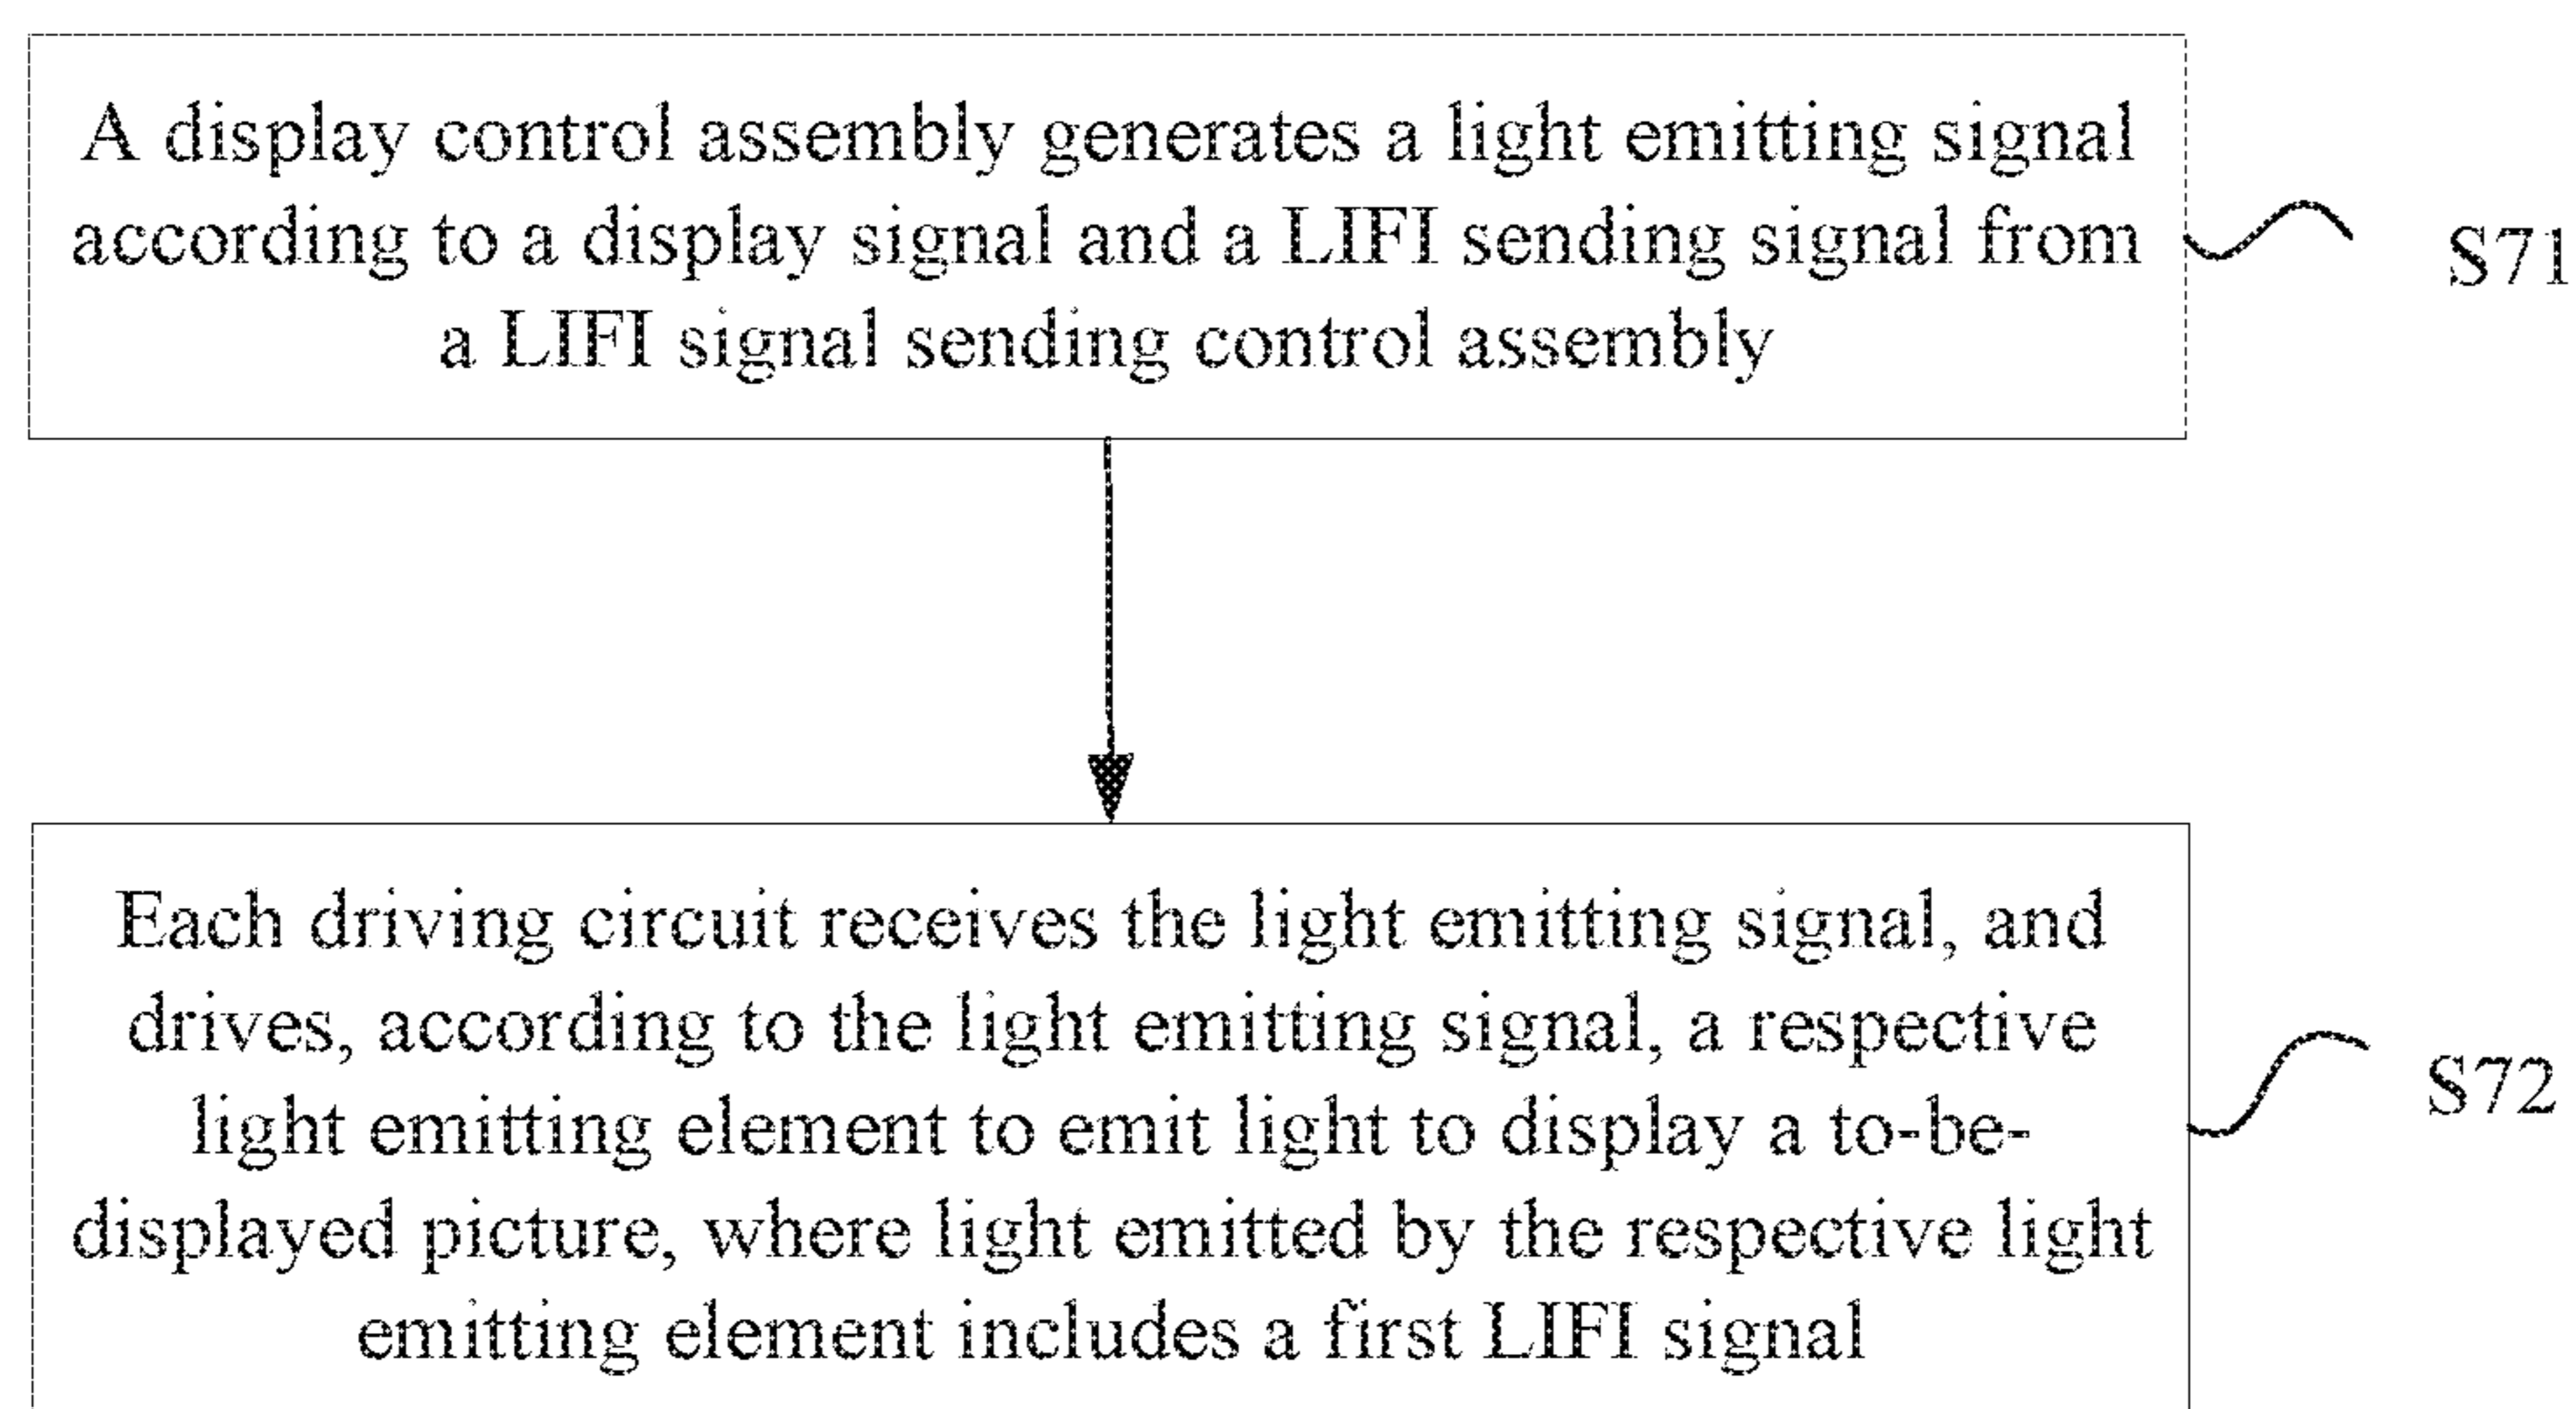 A display control assembly generates a light emitting signal
according to a display signal and a LIFI sending signal from
a LIFI signal sending control assembly
S71
Each driving circuit receives the light emitting signal, and
drives, according to the light emitting signal, a respective
light emitting element to emit light to display a to-be-
displayed picture, where light emitted by the respective light
emitting element includes a first LIFI signal
S72